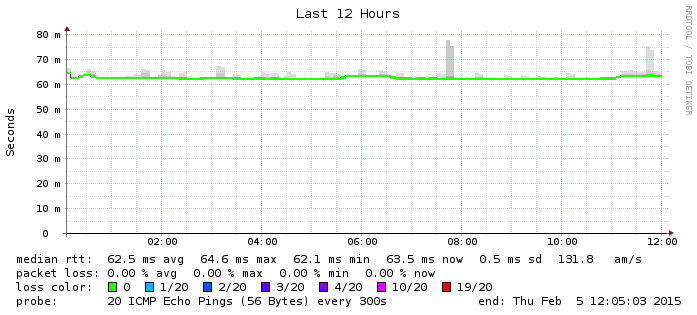 Last 12 Hours
RRDTOOL / TOBI OETIKER
Seconds
80 m
70 m
60 m
50 m
40 m
30 m
20 m
10 m
0
02:00 04:00 06:00 08:00 10:00 12:00
median rtt: 62.5 ms avg 64.6 ms max 62.1 ms min 63.5 ms now 0.5 ms sd 131.8 am/s
packet loss: 0.00 % avg 0.00 % max 0.00 % min 0.00 % now
loss color: 0 1/20 2/20 3/20 4/20 10/20 19/20
probe: 20 ICMP Echo Pings (56 Bytes) every 300s end: Thu Feb 5 12:05:03 2015